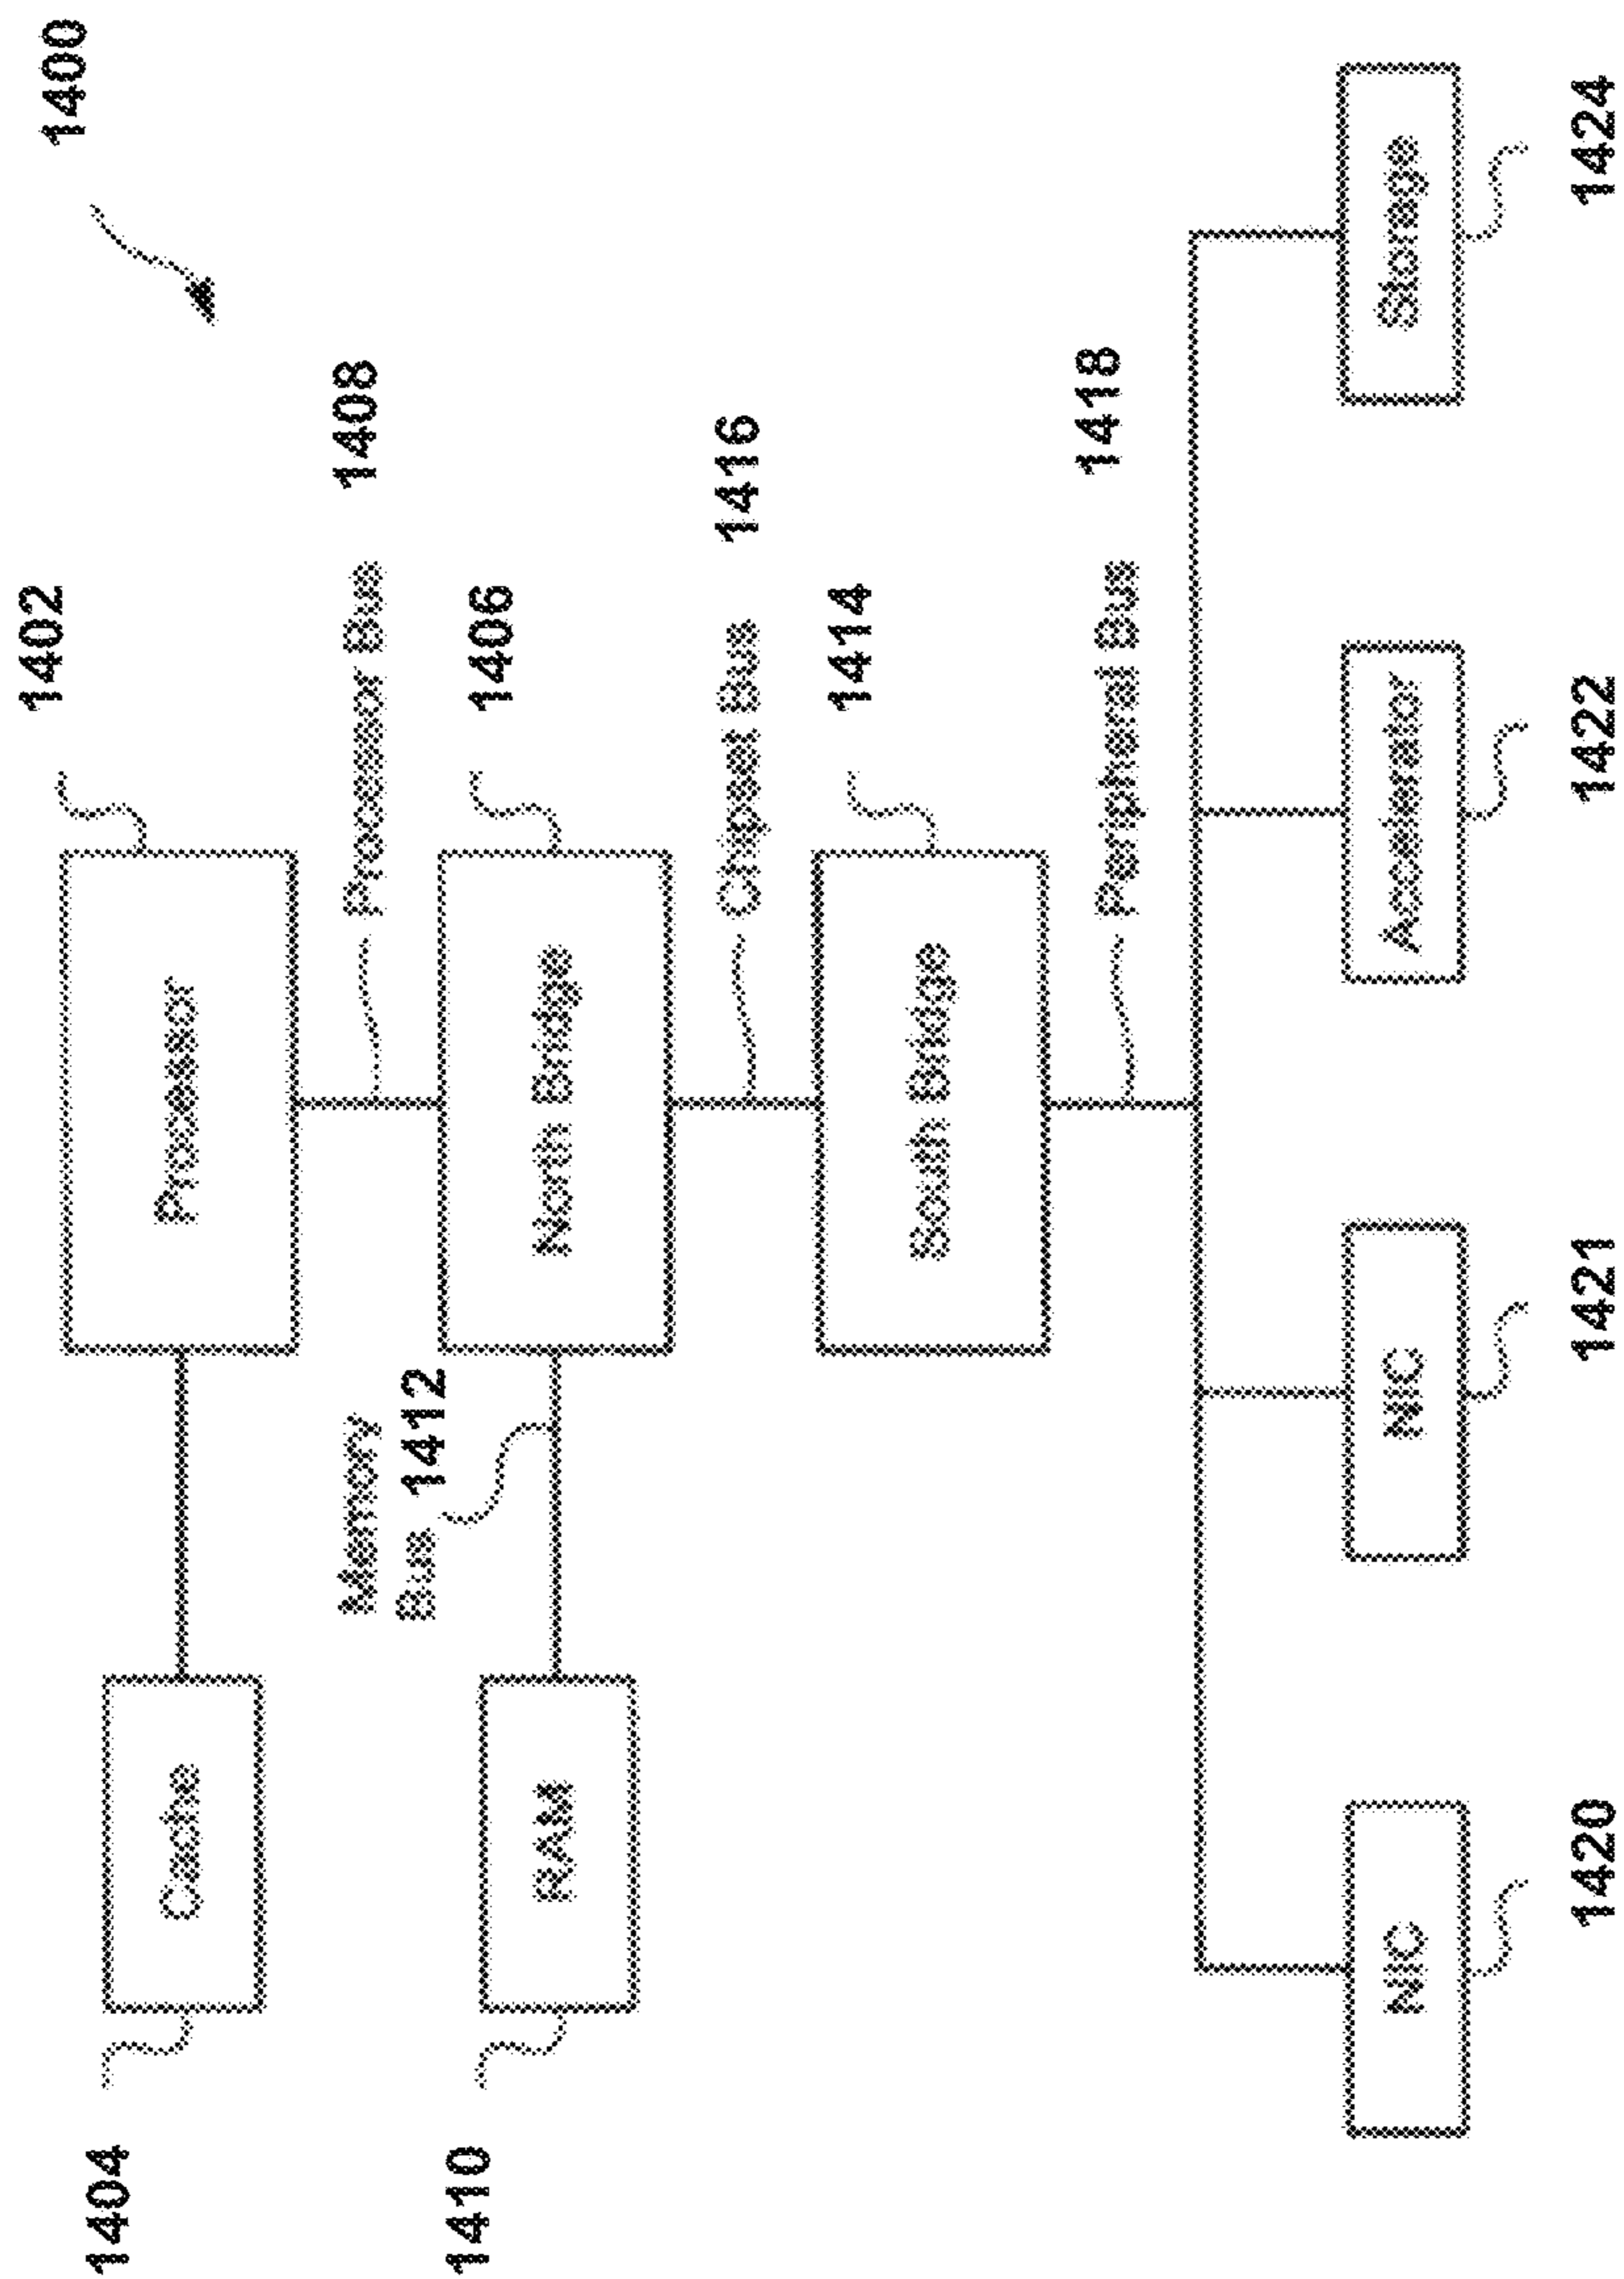 1400
1402
Processor
Cache
1404
Processor Bus
1408
Memory
Bus 1412
1406
North Bridge
RAM
1410
Chipset Bus
1416
1414
South Bridge
Peripheral Bus
1418
NIC
NIC
Accelerator
Storage
1420
1421
1422
1424